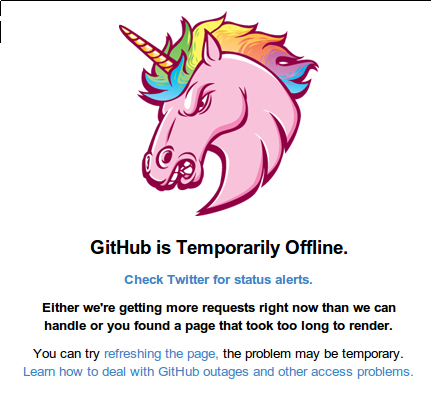 GitHub is Temporarily Offline.
Check Twitter for status alerts.
Either we're getting more requests right now than we can
handle or you found a page that took too long to render.
You can try refreshing the page, the problem may be temporary.
Learn how to deal with GitHub outages and other access problems.